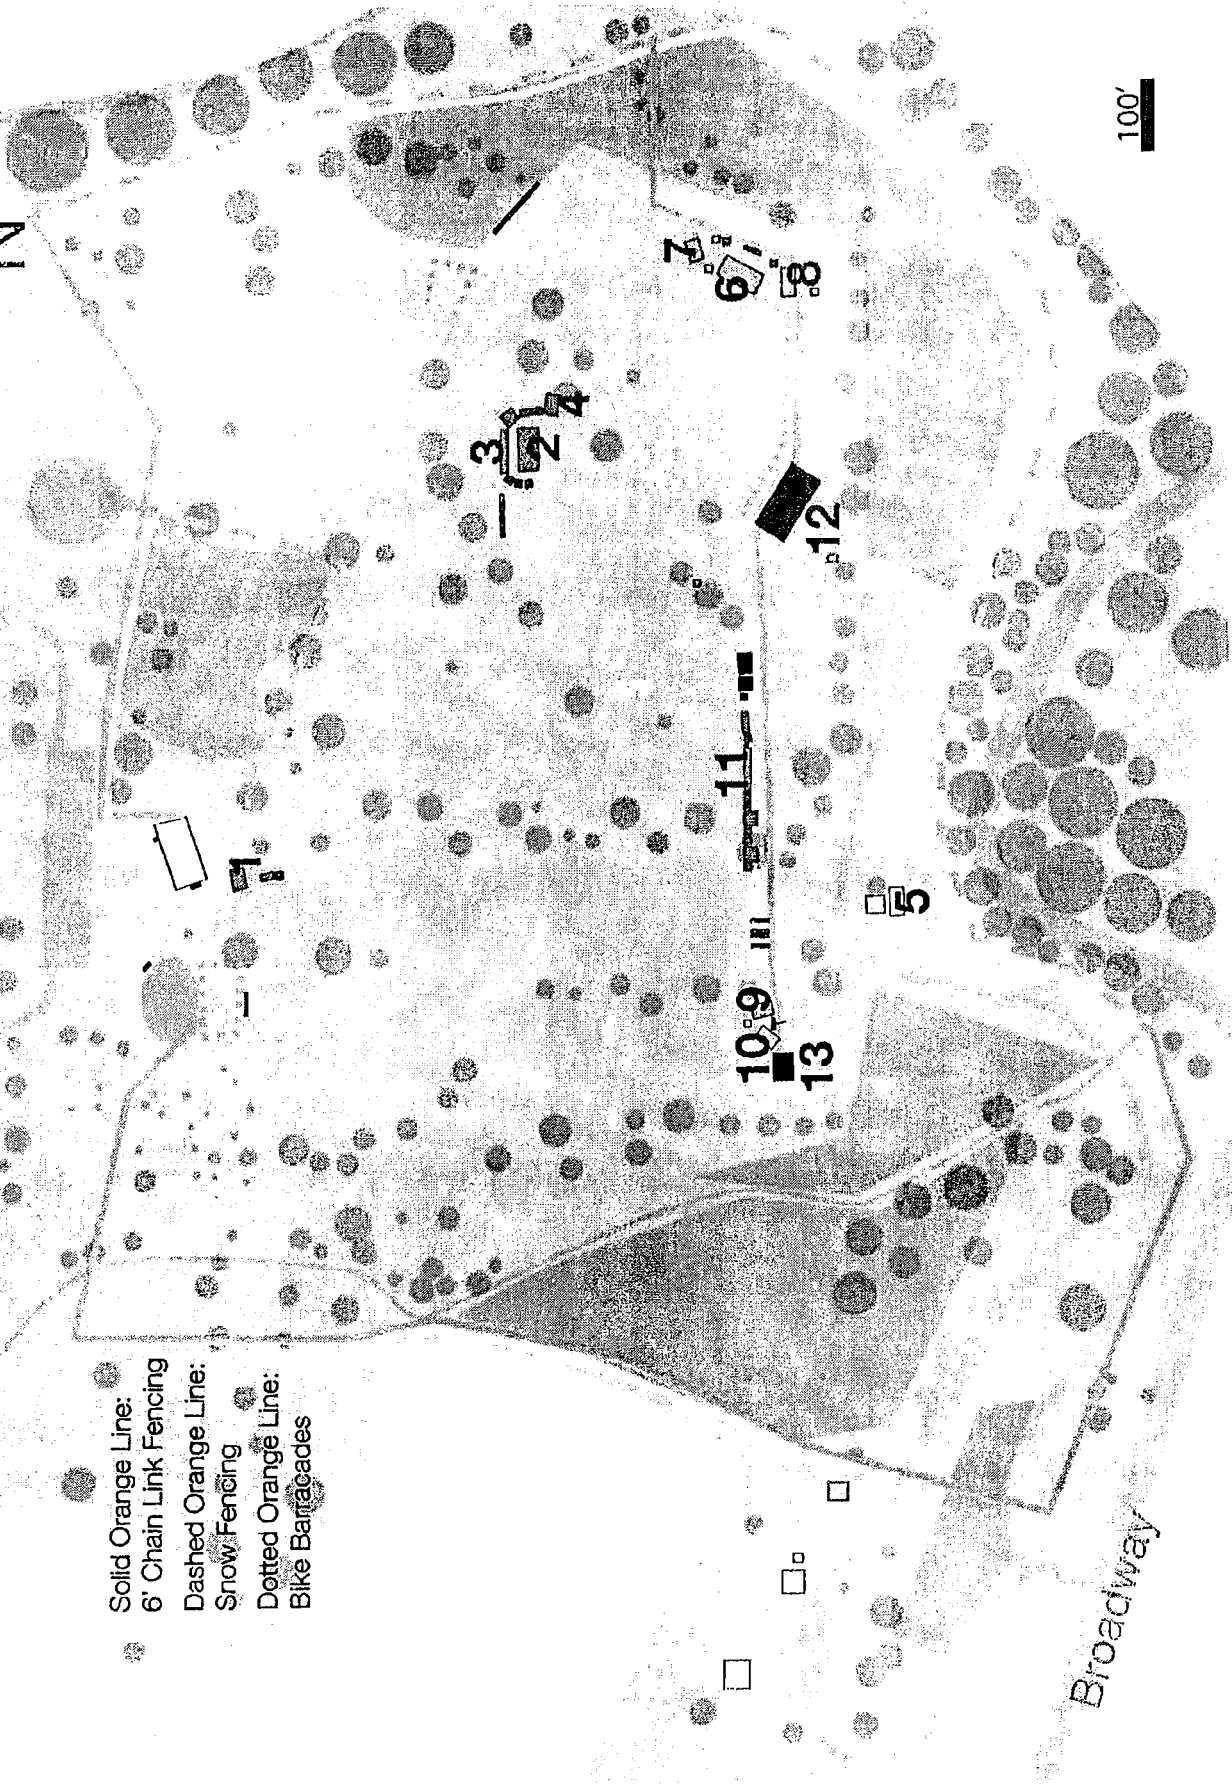 N
100'
7
6
8
3
2
4
12
11
1
5
9
10
13
Solid Orange Line:
6' Chain Link Fencing
Dashed Orange Line:
Snow Fencing
Dotted Orange Line:
Bike Barracades
Broadway